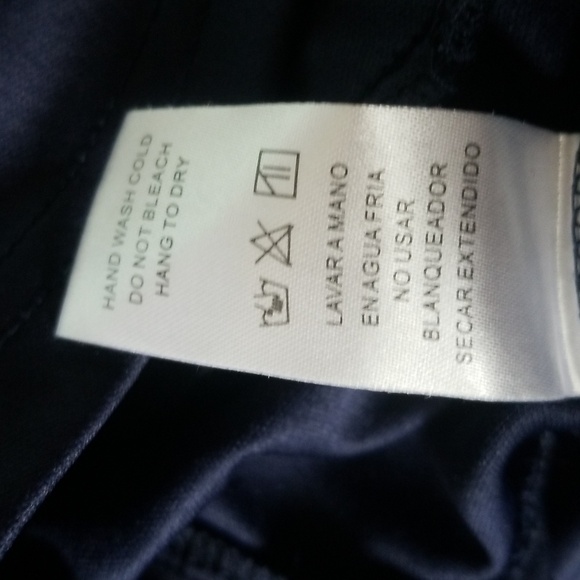 HAND WASH COLD
DO NOT BLEACH
HANG TO DRY
LAVAR A MANO
EN AGUA FRIA
NO USAR
BLANQUEADOR
SECAR EXTENDIDO